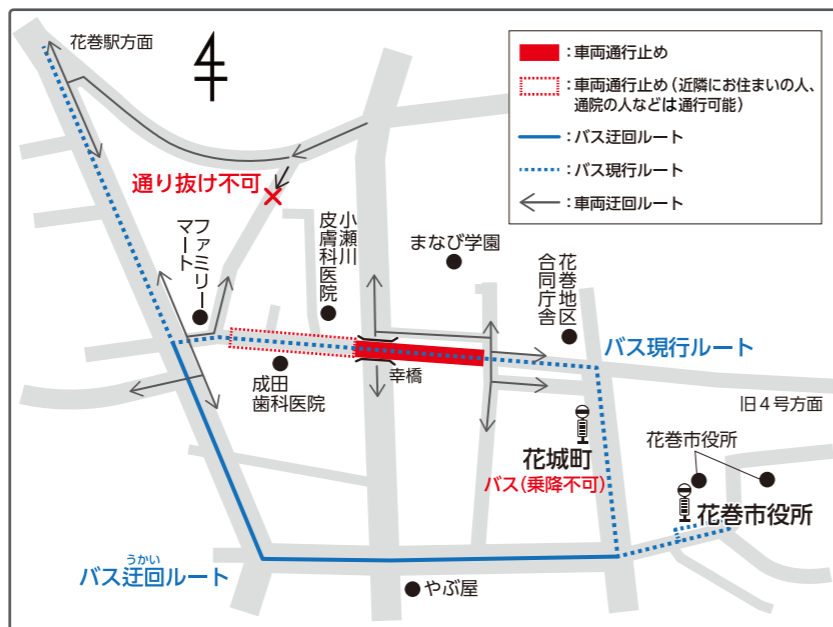 花巻駅方面
：車両通行止め
：車両通行止め（近隣にお住まいの人、
通院の人などは通行可能）
：バス迂回ルート
：バス現行ルート
：車両迂回ルート
通り抜け不可
ファミリー
マート
小瀬川
皮膚科医院
まなび学園
花巻地区
合同庁舎
バス現行ルート
成田
歯科医院
幸橋
旧４号方面
花城町
バス（乗降不可）
花巻市役所
花巻市役所
うかい
バス迂回ルート
やぶ屋